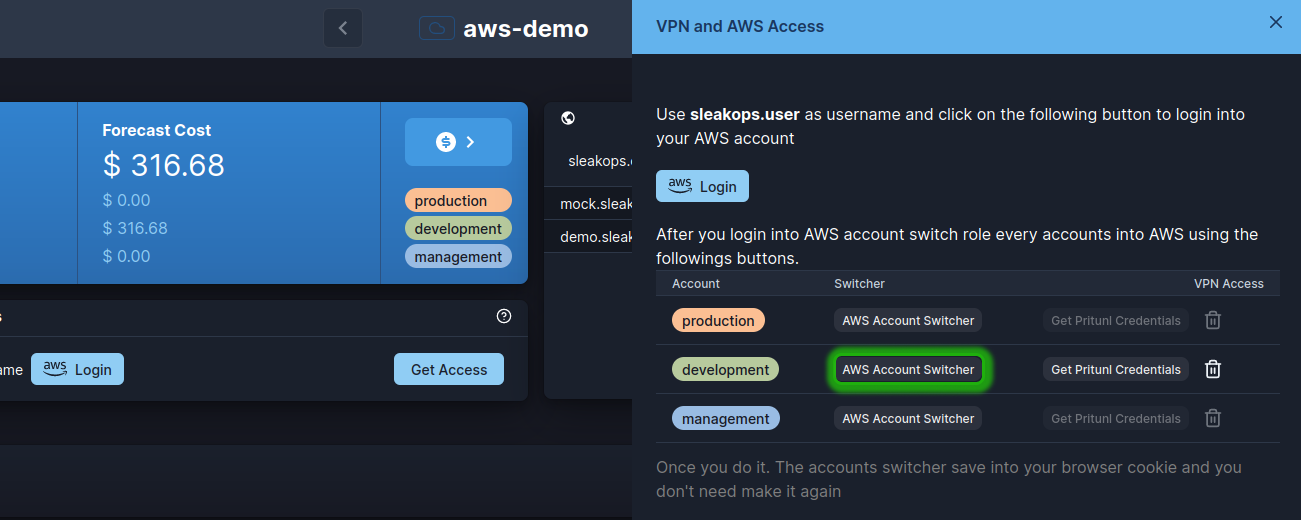 aws-demo
Forecast Cost
$ 316.68
$ 0.00
$ 316.68
$ 0.00
production
development
management
aws Login
Get Access
mock.sleak
demo.sleak
VPN and AWS Access
Use sleakops.user as username and click on the following button to login into
your AWS account
aws Login
After you login into AWS account switch role every accounts into AWS using the
followings buttons.
Account Switcher VPN Access
production AWS Account Switcher Get Pritunl Credentials
development AWS Account Switcher Get Pritunl Credentials
management AWS Account Switcher Get Pritunl Credentials
Once you do it. The accounts switcher save into your browser cookie and you
don't need make it again